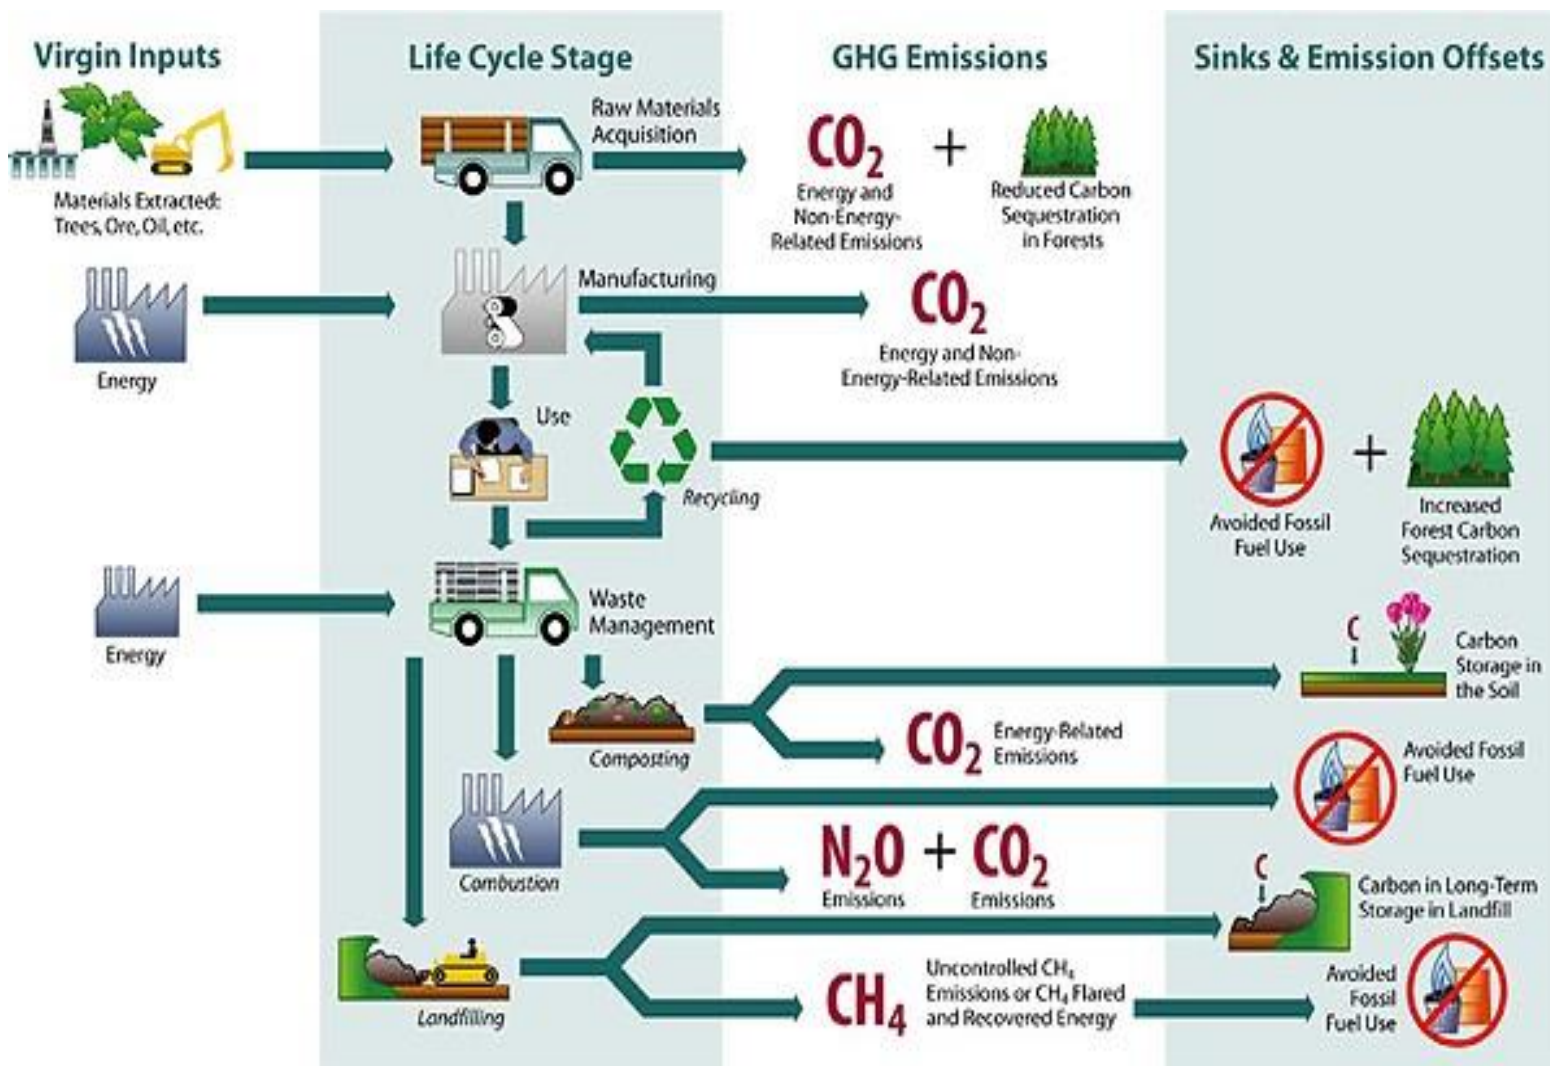 Virgin Inputs
Life Cycle Stage
GHG Emissions
Sinks & Emission Offsets
Materials Extracted:
Trees, Ore, Oil, etc.
Raw Materials
Acquisition
CO2
Energy and
Non-Energy-
Related Emissions
+
Reduced Carbon
Sequestration
in Forests
Energy
Manufacturing
CO2
Energy and Non-
Energy-Related Emissions
Use
Recycling
Avoided Fossil
Fuel Use
+
Increased
Forest Carbon
Sequestration
Energy
Waste
Management
Composting
C
Carbon
Storage in
the Soil
CO2
Energy-Related
Emissions
Combustion
Avoided Fossil
Fuel Use
N2O
Emissions
+
CO2
Emissions
Landfilling
C
Carbon in Long-Term
Storage in Landfill
CH4
Uncontrolled CH4
Emissions or CH4 Flared
and Recovered Energy
Avoided
Fossil
Fuel Use